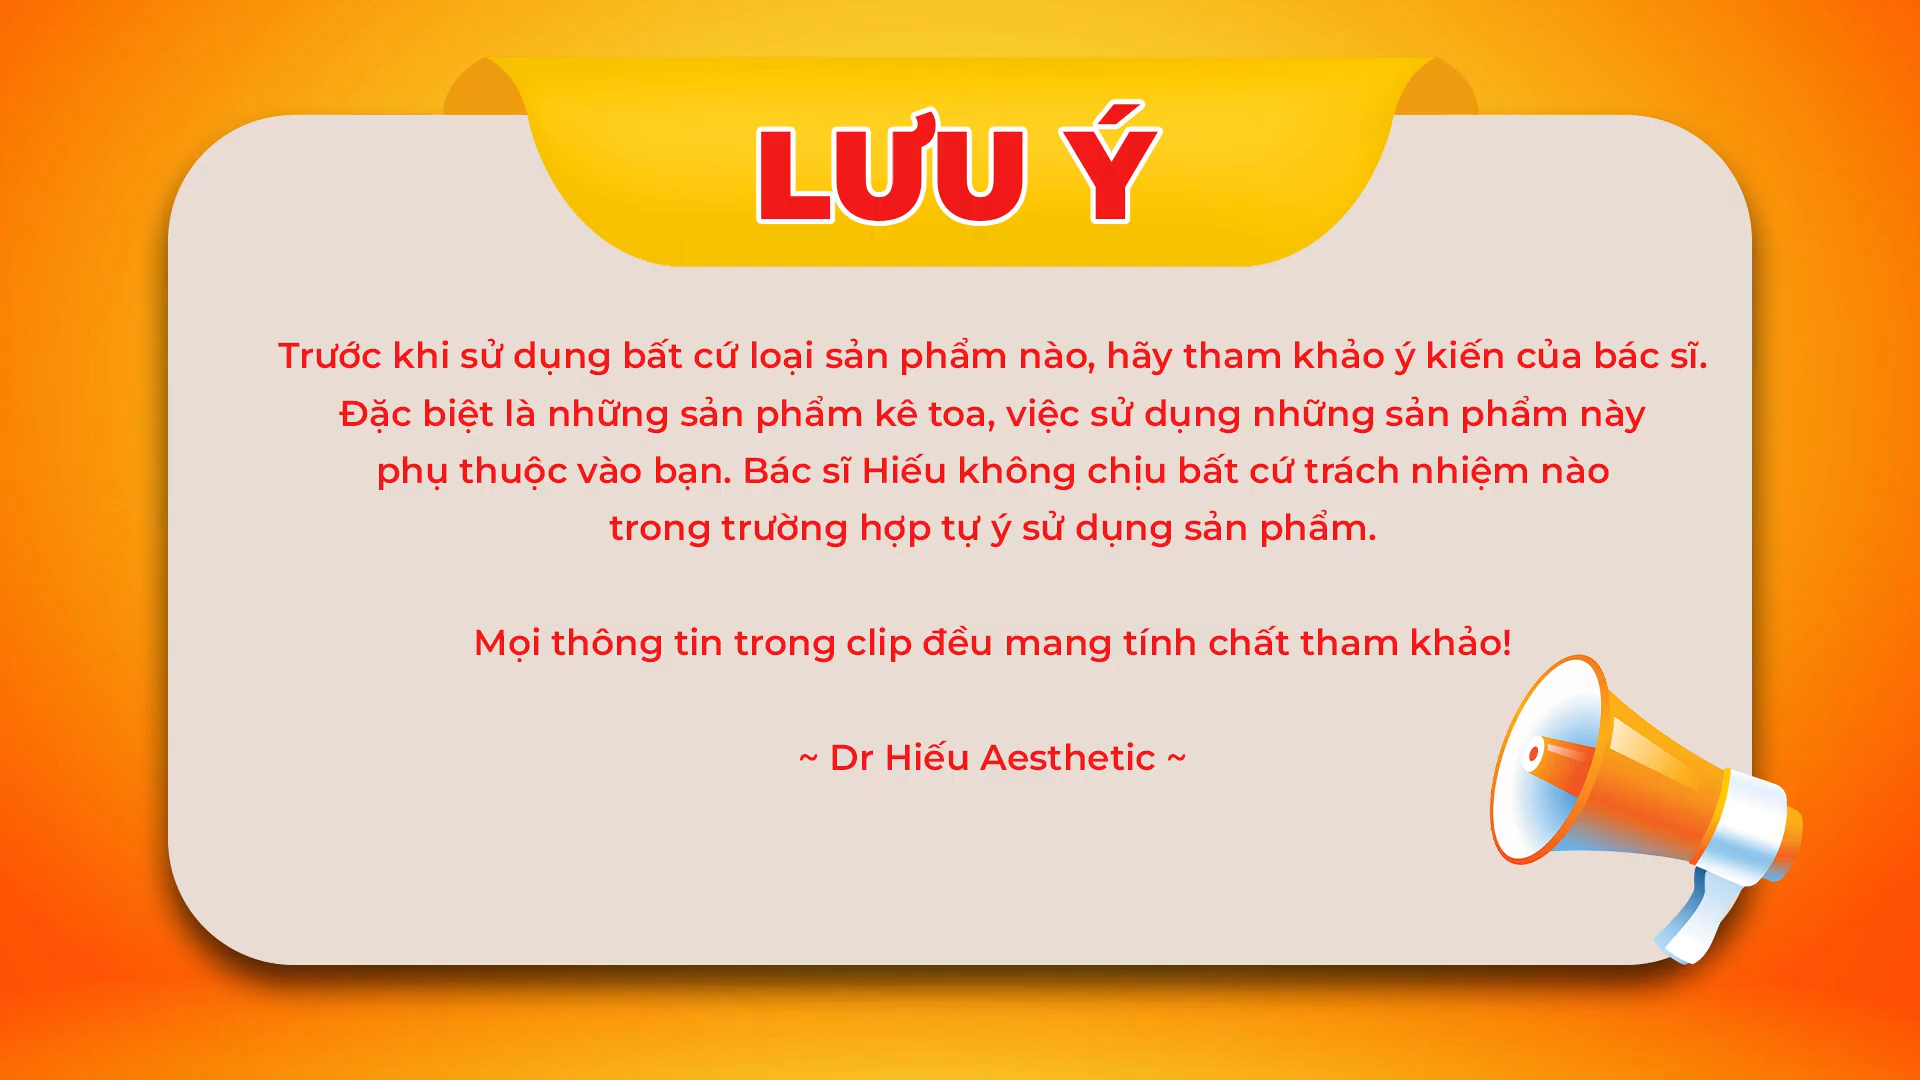 LƯU Ý
Trước khi sử dụng bất cứ loại sản phẩm nào, hãy tham khảo ý kiến của bác sĩ.
Đặc biệt là những sản phẩm kê toa, việc sử dụng những sản phẩm này
phụ thuộc vào bạn. Bác sĩ Hiếu không chịu bất cứ trách nhiệm nào
trong trường hợp tự ý sử dụng sản phẩm.
Mọi thông tin trong clip đều mang tính chất tham khảo!
~ Dr Hiếu Aesthetic ~